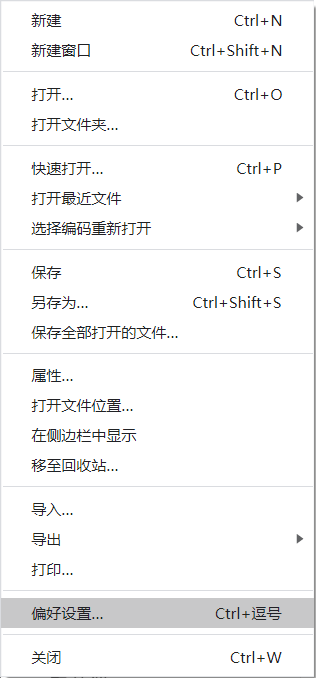 新建 Ctrl+N
新建窗口 Ctrl+Shift+N
打开... Ctrl+O
打开文件夹...
快速打开... Ctrl+P
打开最近文件
选择编码重新打开
保存 Ctrl+S
另存为... Ctrl+Shift+S
保存全部打开的文件...
属性...
打开文件位置...
在侧边栏中显示
移至回收站...
导入...
导出
打印...
偏好设置... Ctrl+逗号
关闭 Ctrl+W